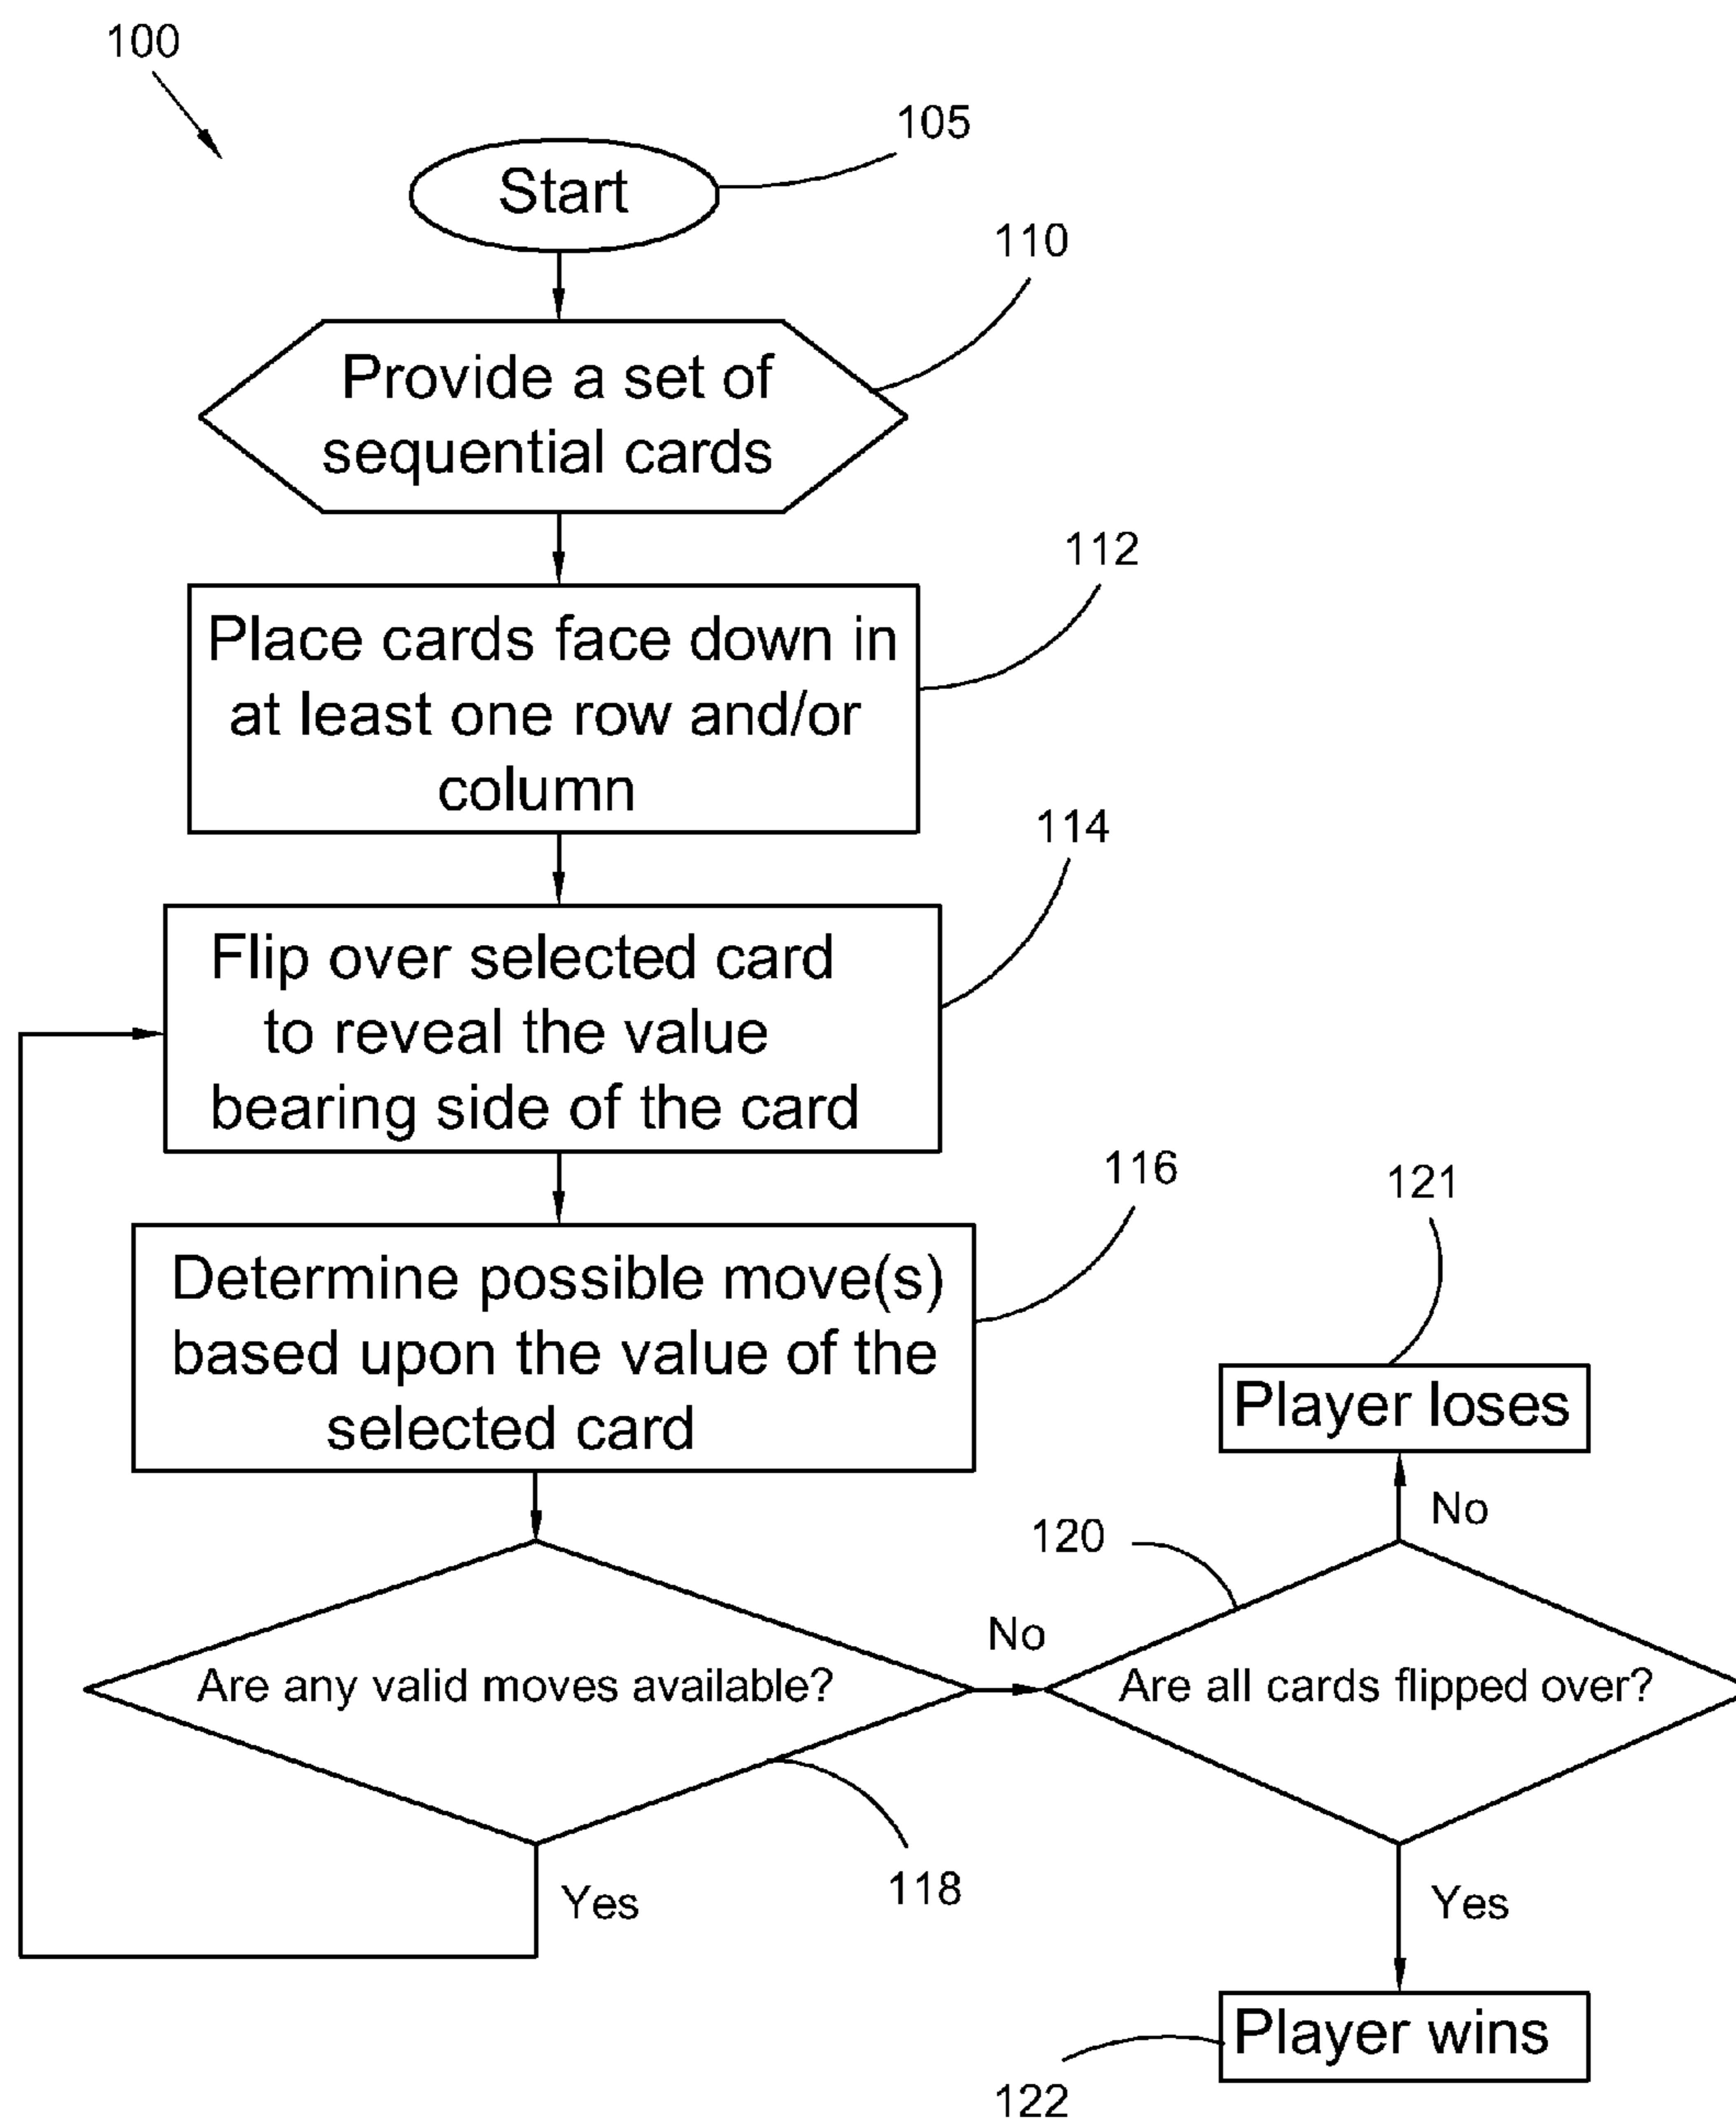 100
105
Start
110
Provide a set of
sequential cards
112
Place cards face down in
at least one row and/or
column
114
Flip over selected card
to reveal the value
bearing side of the card
116
Determine possible move(s)
based upon the value of the
selected card
121
Player loses
No
120
No
Are any valid moves available?
Are all cards flipped over?
118
Yes
Yes
Player wins
122